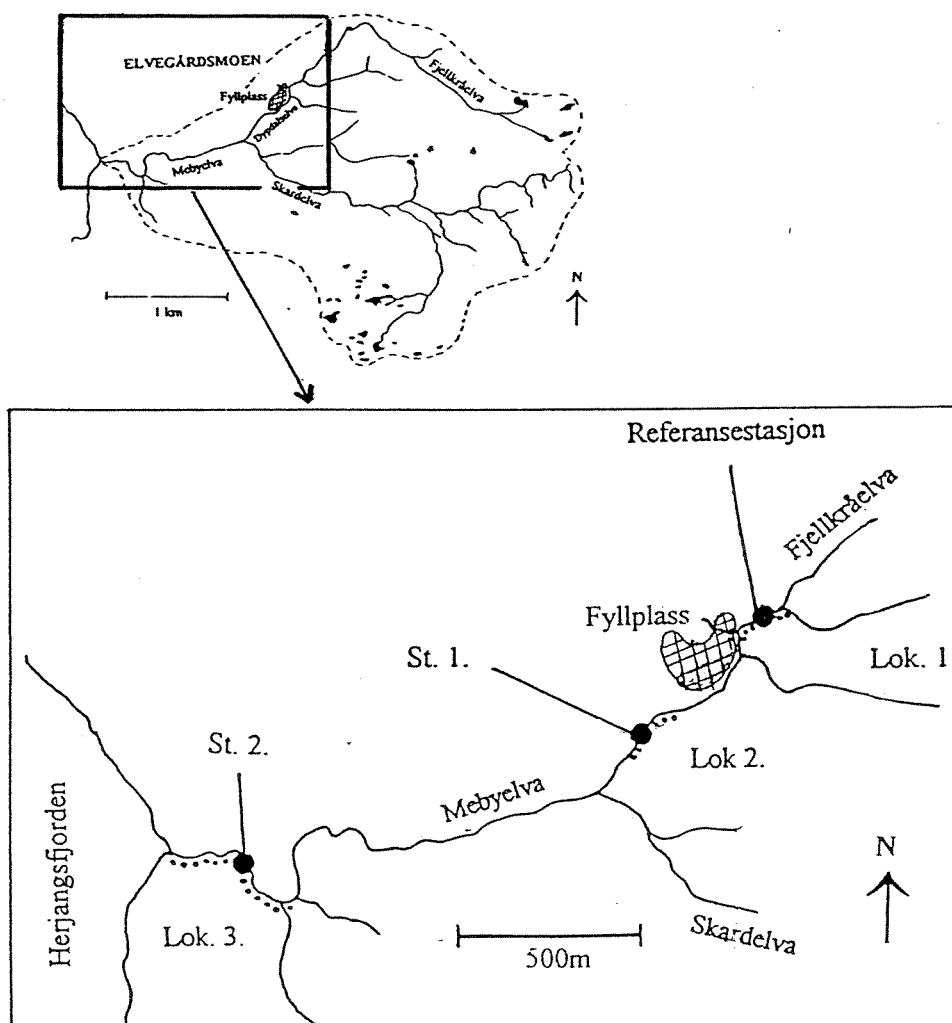 ELVEGÅRDSMOEN
Fjellkråelva
Fyllplass
Dypdalselva
Mebyelva
Skardelva
N
1 km
Referansestasjon
Fjellkråelva
Fyllplass
St. 1.
Lok. 1
St. 2.
Lok 2.
Mebyelva
Herjangsfjorden
N
Lok. 3.
Skardelva
500m